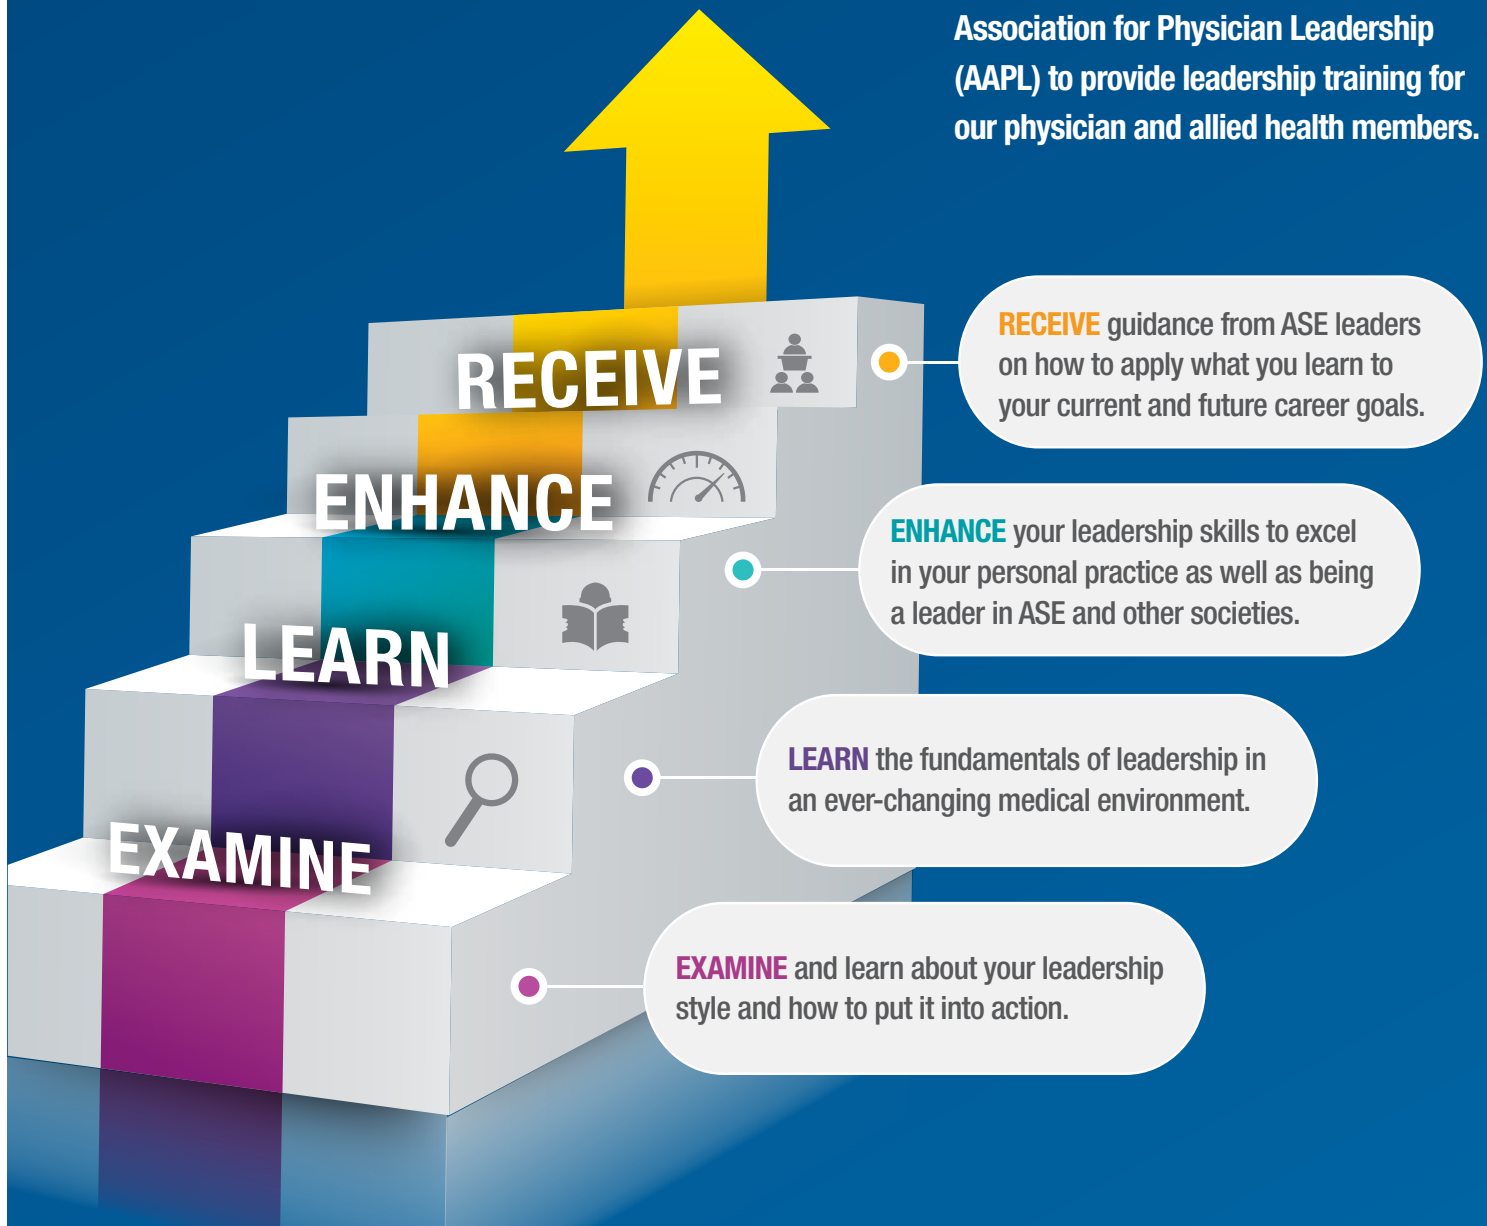 Association for Physician Leadership
(AAPL) to provide leadership training for
our physician and allied health members.
RECEIVE
RECEIVE guidance from ASE leaders
on how to apply what you learn to
your current and future career goals.
ENHANCE
ENHANCE your leadership skills to excel
in your personal practice as well as being
a leader in ASE and other societies.
LEARN
LEARN the fundamentals of leadership in
an ever-changing medical environment.
EXAMINE
EXAMINE and learn about your leadership
style and how to put it into action.